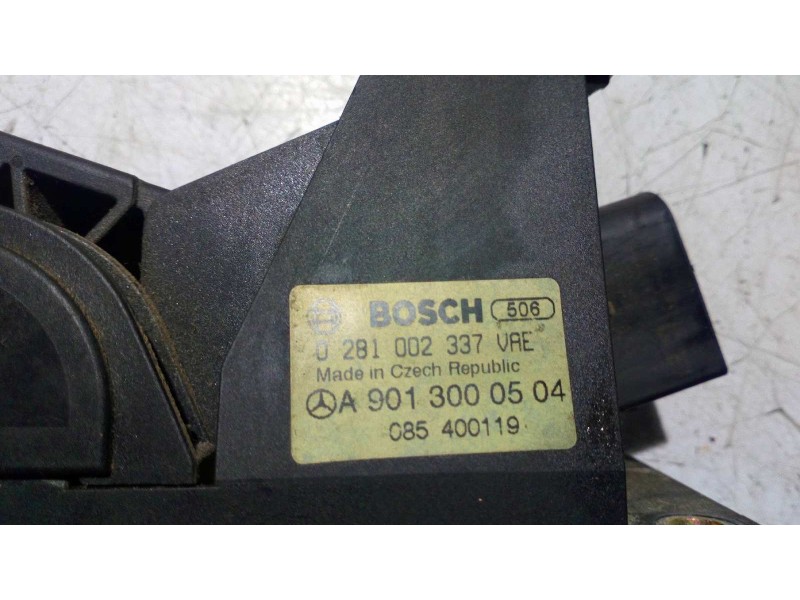 BOSCH 506
0 281 002 337 VAE
Made in Czech Republic
A 901 300 05 04
085 400119